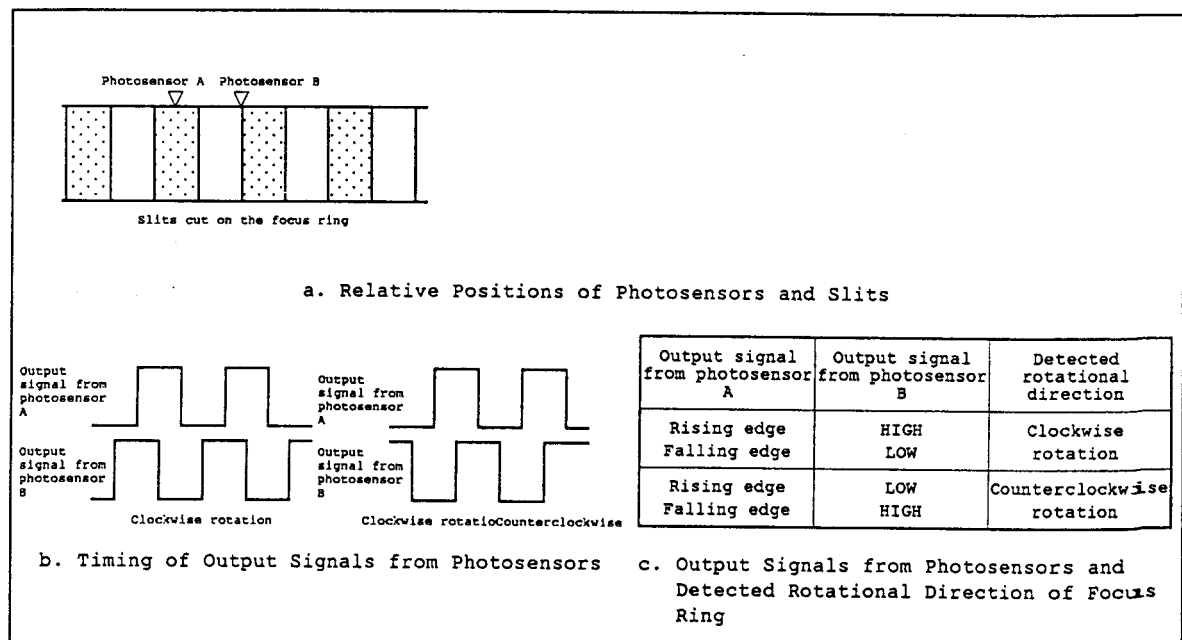 Photosensor A Photosensor B
Slits cut on the focus ring
a. Relative Positions of Photosensors and Slits
Output
signal from
photosensor
A
Output
signal from
photosensor
B
Clockwise rotation
Output
signal from
photosensor
A
Output
signal from
photosensor
B
Clockwise rotatioCounterclockwise
b. Timing of Output Signals from Photosensors
Output signal from photosensor A
Output signal from photosensor B
Detected rotational direction
Rising edge HIGH Clockwise
Falling edge LOW rotation
Rising edge LOW Counterclockwise
Falling edge HIGH rotation
c. Output Signals from Photosensors and
Detected Rotational Direction of Focus
Ring